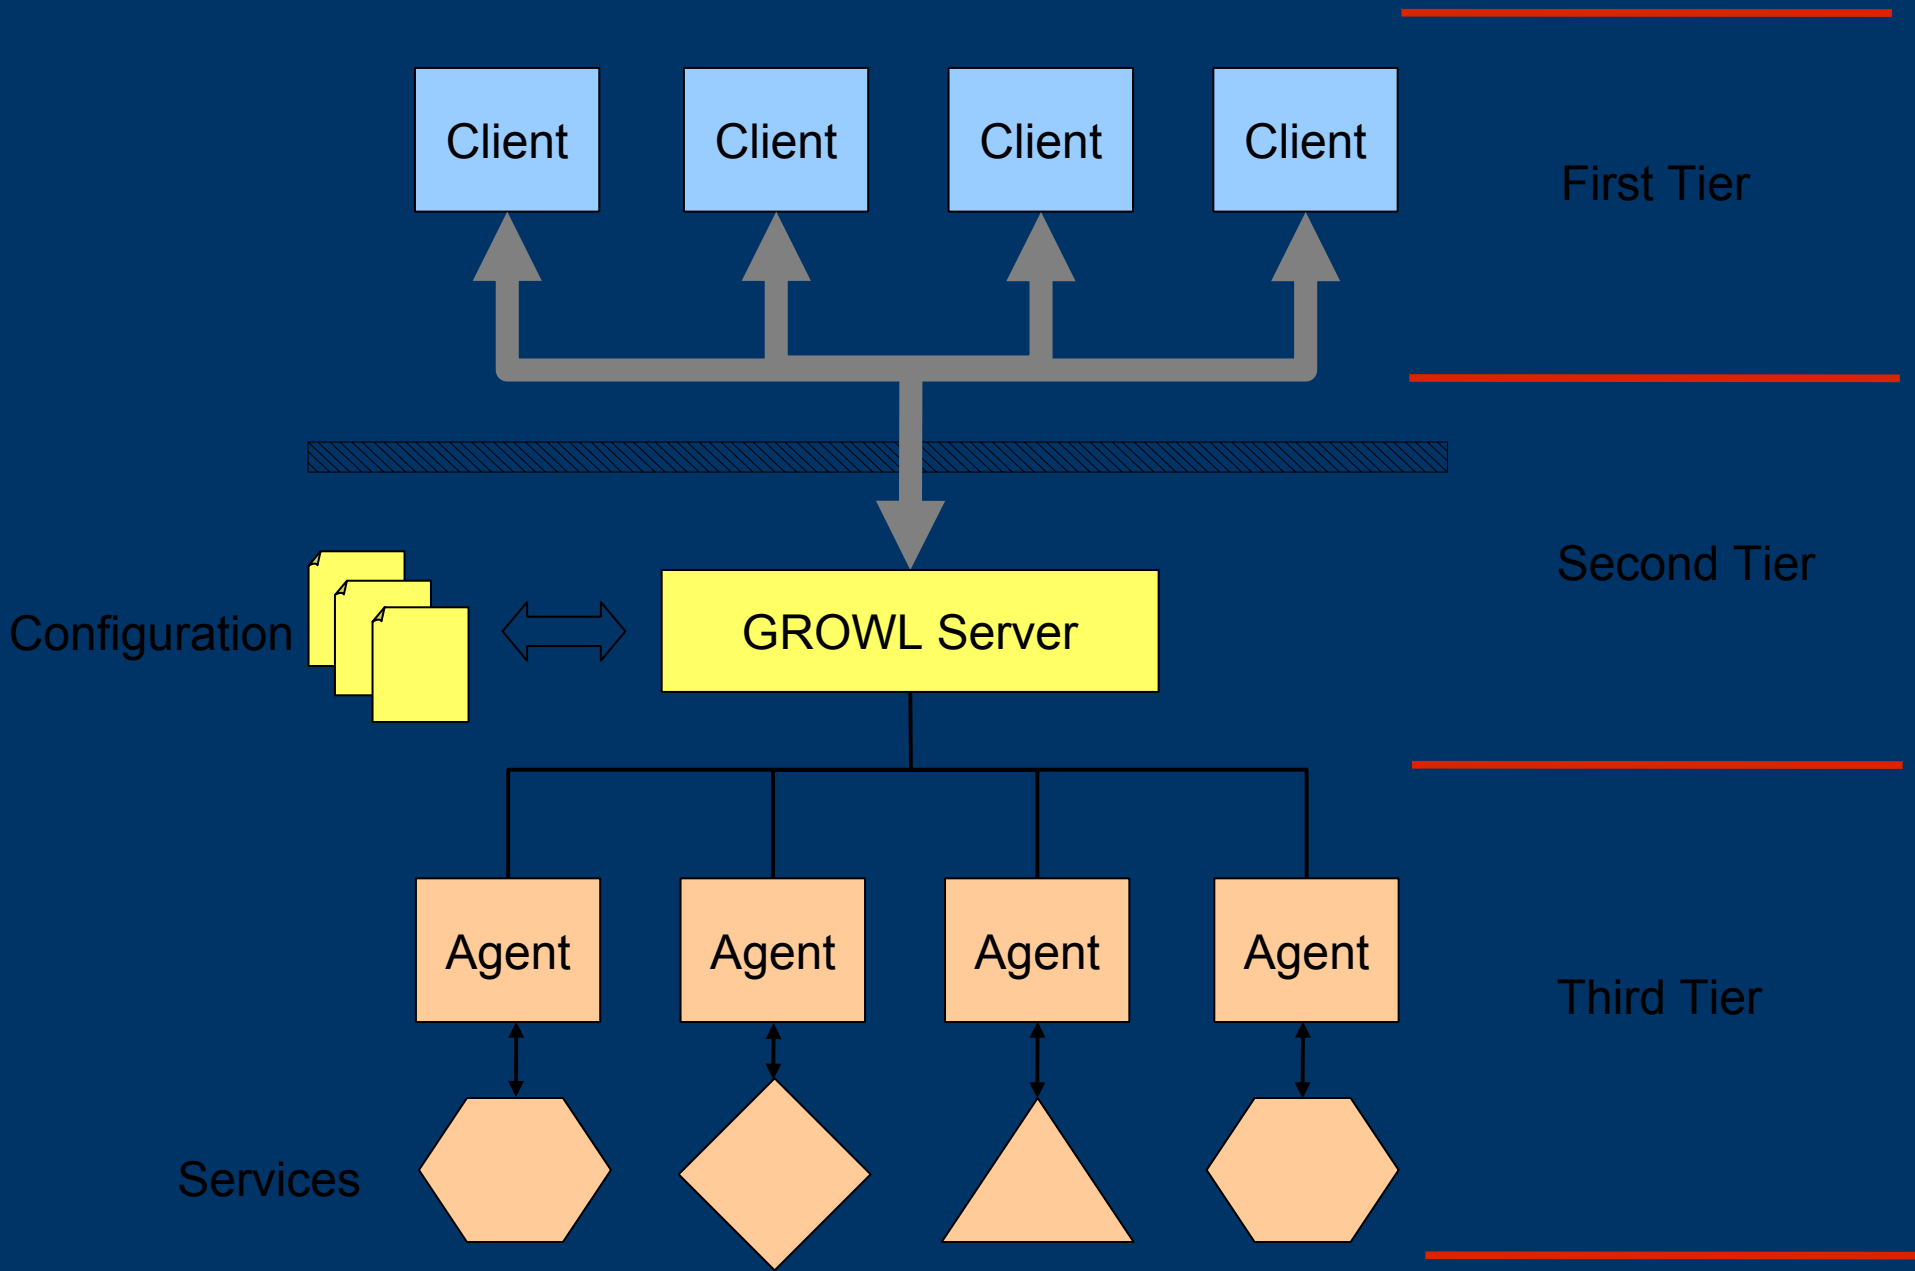 Client
Client
Client
Client
First Tier
Second Tier
Configuration
GROWL Server
Agent
Agent
Agent
Agent
Third Tier
Services